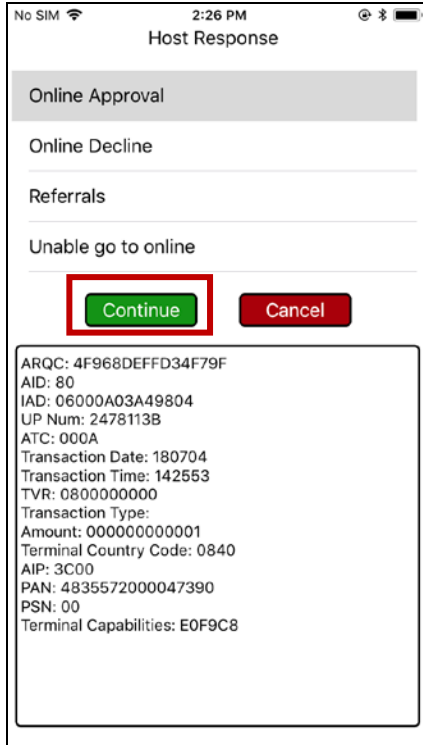 No SIM 2:26 PM
Host Response
Online Approval
Online Decline
Referrals
Unable go to online
Continue Cancel
ARQC: 4F968DEFFD34F79F
AID: 80
IAD: 06000A03A49804
UP Num: 2478113B
ATC: 000A
Transaction Date: 180704
Transaction Time: 142553
TVR: 0800000000
Transaction Type:
Amount: 000000000001
Terminal Country Code: 0840
AIP: 3C00
PAN: 4835572000047390
PSN: 00
Terminal Capabilities: E0F9C8